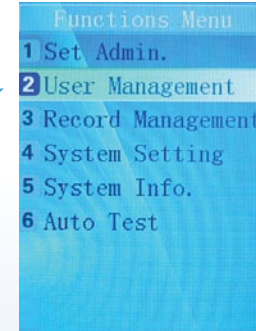 Functions Menu
1 Set Admin.
2 User Management
3 Record Management
4 System Setting
5 System Info.
6 Auto Test